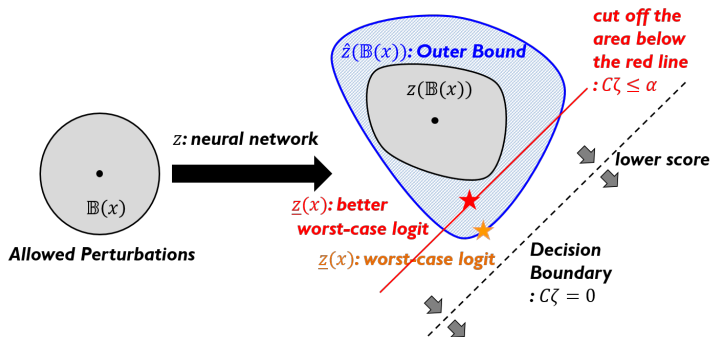 cut off the
area below
the red line
: Cζ ≤ α
ẑ(𝔹(x)): Outer Bound
z(𝔹(x))
z: neural network
lower score
𝔹(x)
z(x): better
worst-case logit
Allowed Perturbations
z(x): worst-case logit
Decision
Boundary
: Cζ = 0